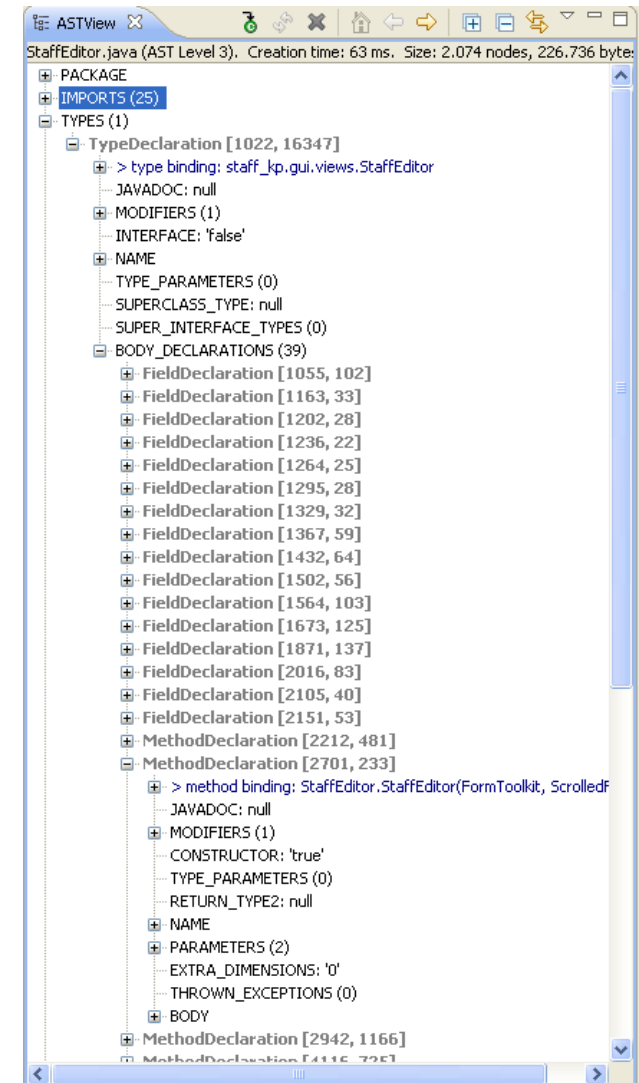 ASTView
StaffEditor.java (AST Level 3). Creation time: 63 ms. Size: 2.074 nodes, 226.736 byte
PACKAGE
IMPORTS (25)
TYPES (1)
TypeDeclaration [1022, 16347]
> type binding: staff_kp.gui.views.StaffEditor
JAVADOC: null
MODIFIERS (1)
INTERFACE: 'false'
NAME
TYPE_PARAMETERS (0)
SUPERCLASS_TYPE: null
SUPER_INTERFACE_TYPES (0)
BODY_DECLARATIONS (39)
FieldDeclaration [1055, 102]
FieldDeclaration [1163, 33]
FieldDeclaration [1202, 28]
FieldDeclaration [1236, 22]
FieldDeclaration [1264, 25]
FieldDeclaration [1295, 28]
FieldDeclaration [1329, 32]
FieldDeclaration [1367, 59]
FieldDeclaration [1432, 64]
FieldDeclaration [1502, 56]
FieldDeclaration [1564, 103]
FieldDeclaration [1673, 125]
FieldDeclaration [1871, 137]
FieldDeclaration [2016, 83]
FieldDeclaration [2105, 40]
FieldDeclaration [2151, 53]
MethodDeclaration [2212, 481]
MethodDeclaration [2701, 233]
> method binding: StaffEditor.StaffEditor(FormToolkit, ScrolledF
JAVADOC: null
MODIFIERS (1)
CONSTRUCTOR: 'true'
TYPE_PARAMETERS (0)
RETURN_TYPE2: null
NAME
PARAMETERS (2)
EXTRA_DIMENSIONS: '0'
THROWN_EXCEPTIONS (0)
BODY
MethodDeclaration [2942, 1166]
MethodDeclaration [4116, 725]